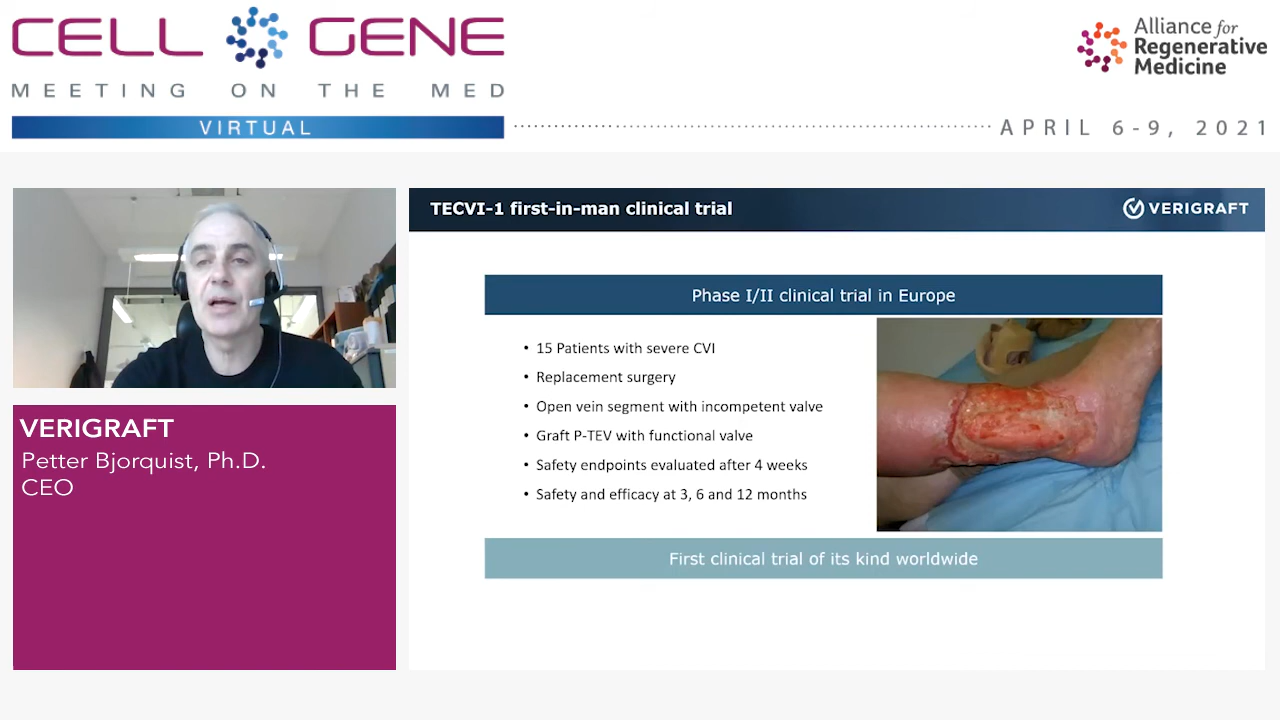 CELL GENE
MEETING ON THE MED
VIRTUAL
Alliance for
Regenerative
Medicine
APRIL 6-9, 2021
TECVI-1 first-in-man clinical trial
VERIGRAFT
Phase I/II clinical trial in Europe
• 15 Patients with severe CVI
• Replacement surgery
• Open vein segment with incompetent valve
• Graft P-TEV with functional valve
• Safety endpoints evaluated after 4 weeks
• Safety and efficacy at 3, 6 and 12 months
First clinical trial of its kind worldwide
VERIGRAFT
Petter Bjorquist, Ph.D.
CEO